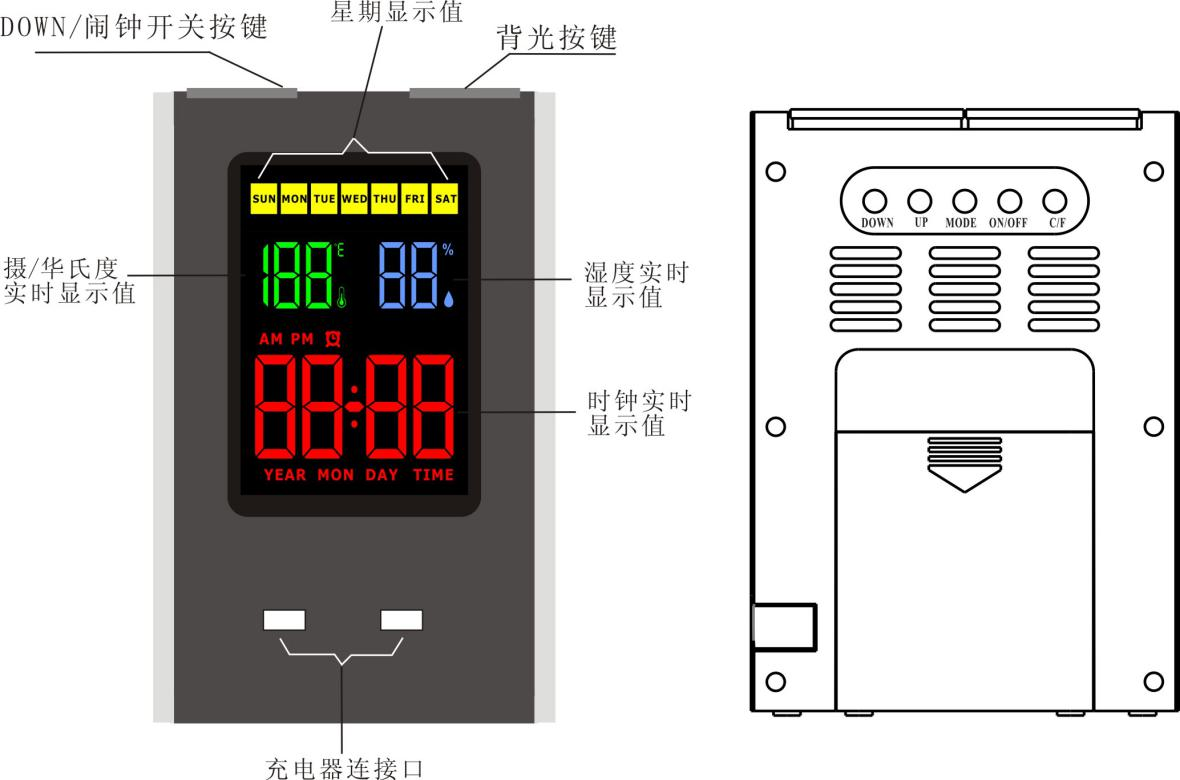 DOWN/闹钟开关按键
星期显示值
背光按键
SUN MON TUE WED THU FRI SAT
摄/华氏度
实时显示值
188 °E 88 %
湿度实时
显示值
AM PM
88:88
时钟实时
显示值
YEAR MON DAY TIME
充电器连接口
DOWN UP MODE ON/OFF C/F